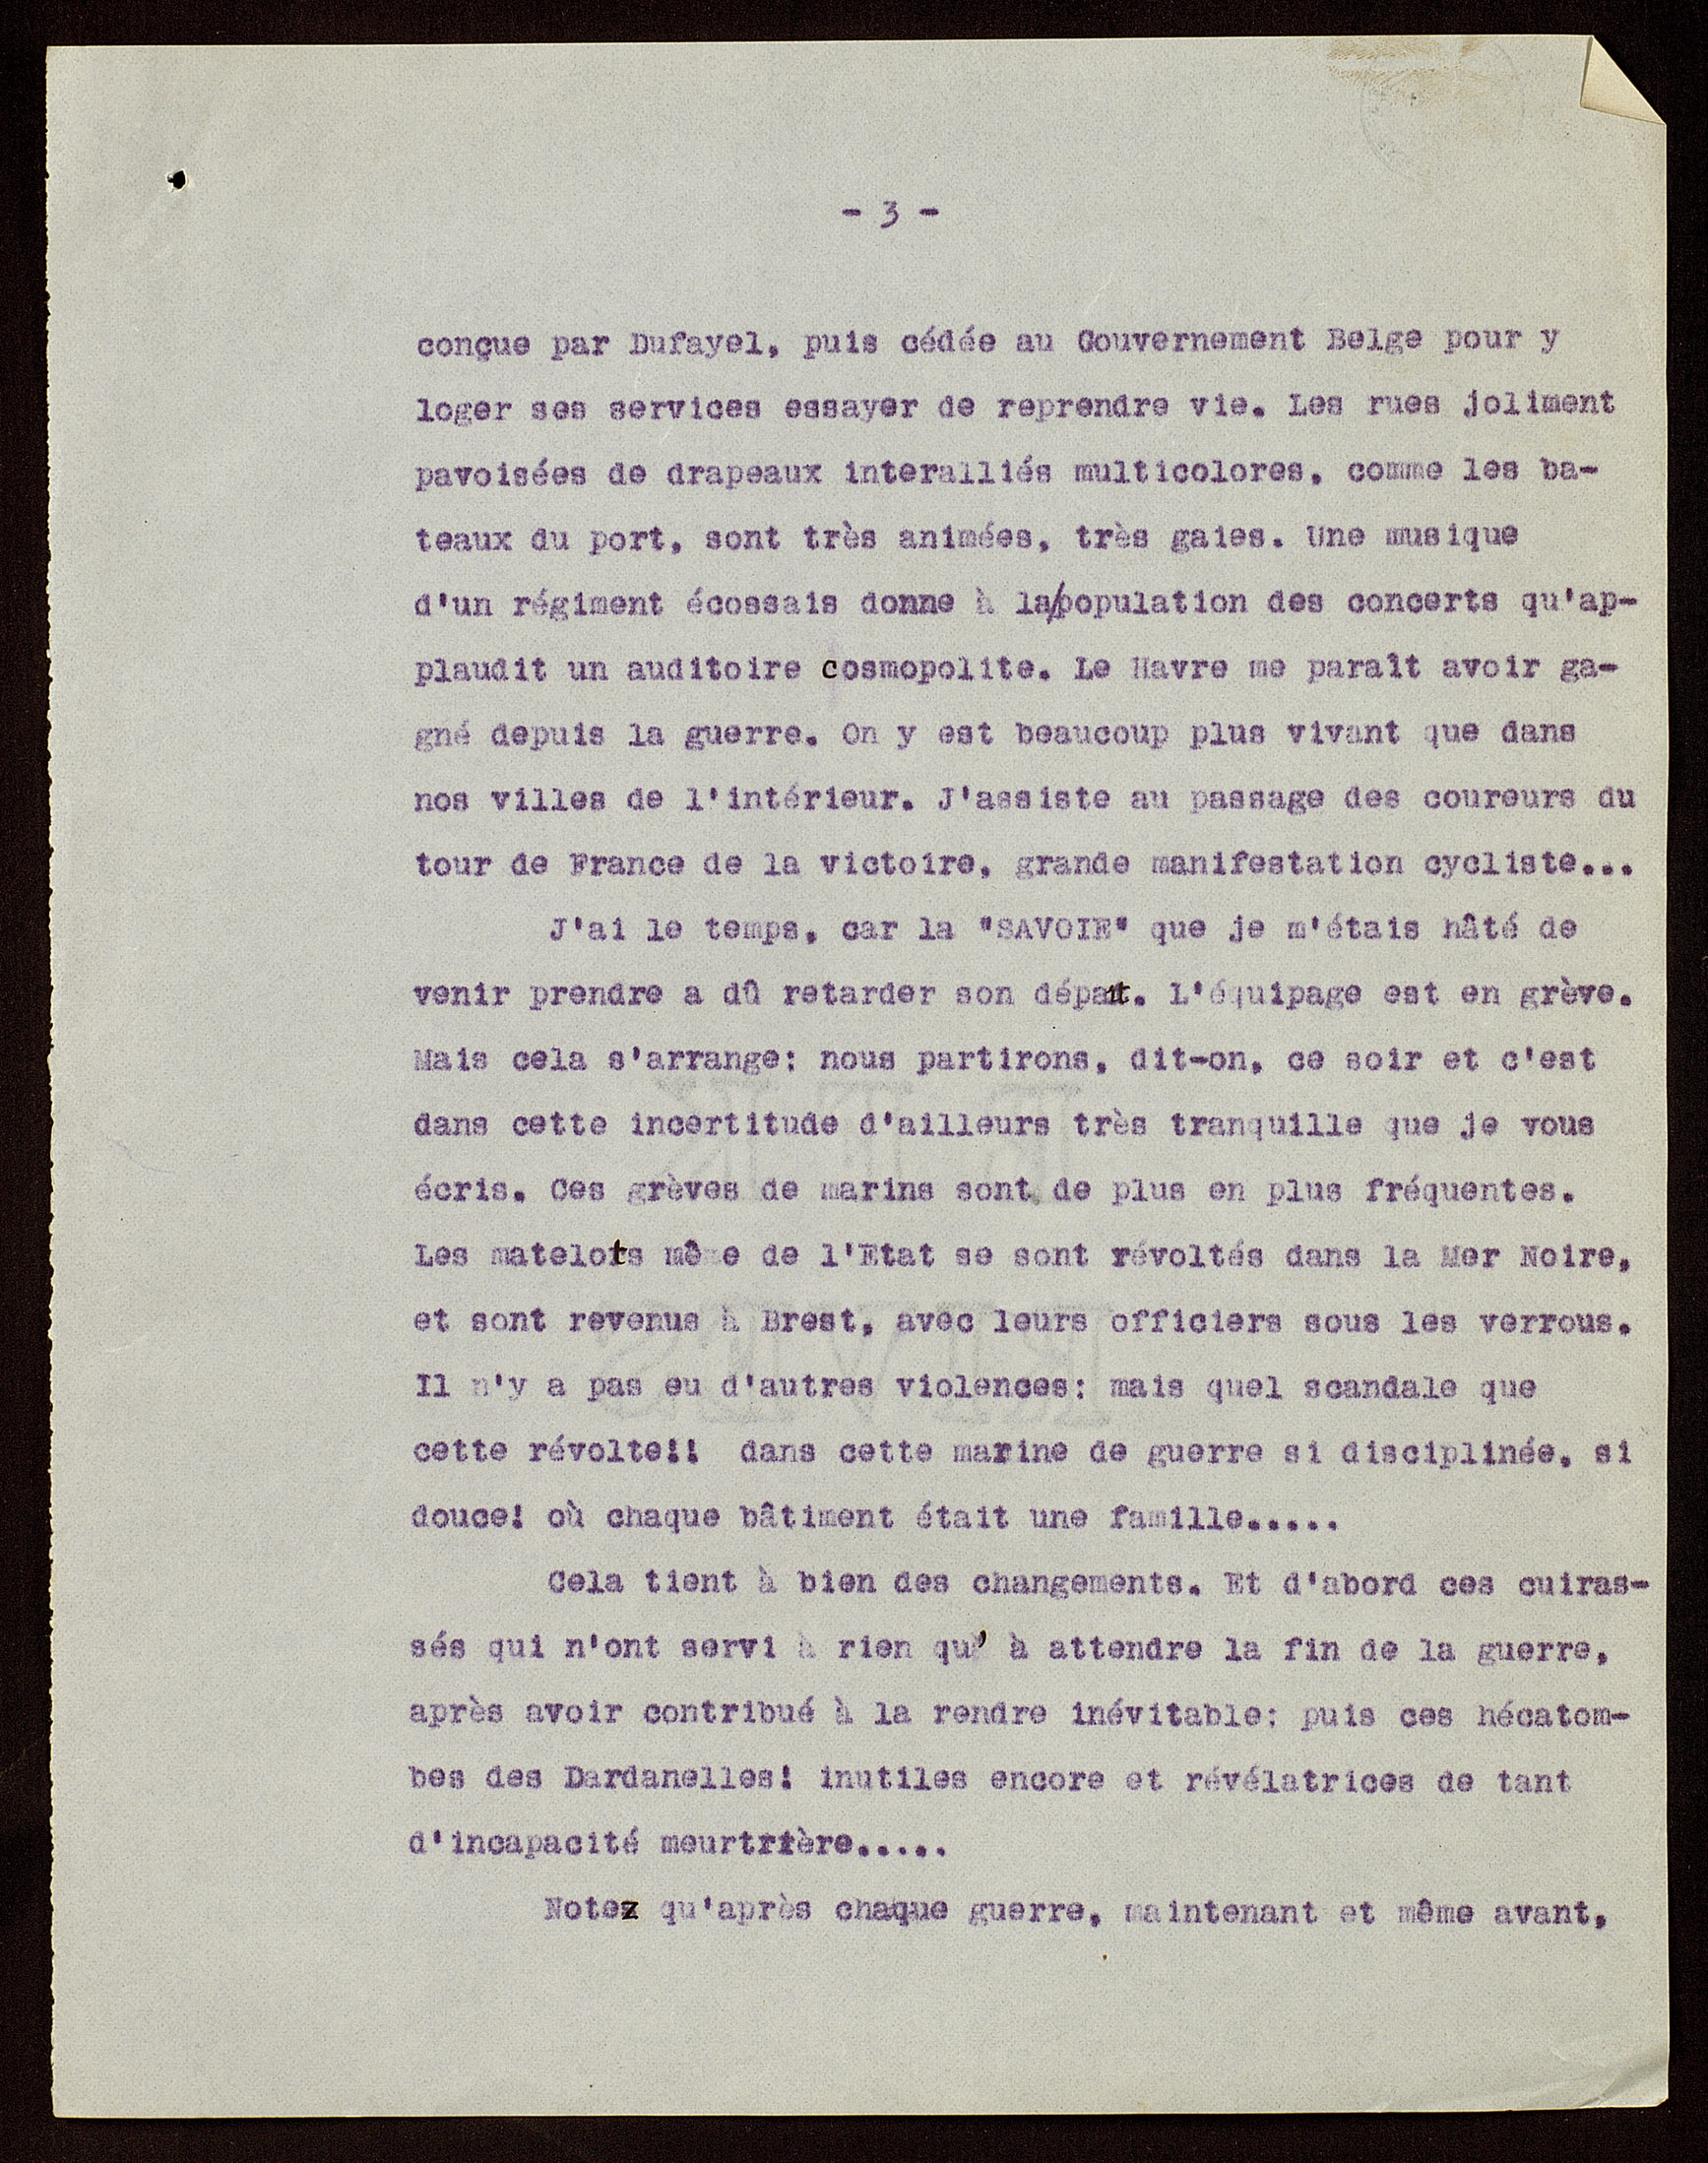 - 3 -
conçue par Dufayel, puis cédée au Gouvernement Belge pour y
loger ses services essayer de reprendre vie. Les rues joliment
pavoisées de drapeaux interalliés multicolores, comme les ba-
teaux du port, sont très animées, très gaies. Une musique
d'un régiment écossais donne à la/population des concerts qu'ap-
plaudit un auditoire cosmopolite. Le Havre me paraît avoir ga-
gné depuis la guerre. On y est beaucoup plus vivant que dans
nos villes de l'intérieur. J'assiste au passage des coureurs du
tour de France de la victoire, grande manifestation cycliste...
J'ai le temps, car la "SAVOIE" que je m'étais hâté de
venir prendre a dû retarder son départ. L'équipage est en grève.
Mais cela s'arrange: nous partirons, dit-on, ce soir et c'est
dans cette incertitude d'ailleurs très tranquille que je vous
écris. Ces grèves de marins sont de plus en plus fréquentes.
Les matelots même de l'Etat se sont révoltés dans la Mer Noire,
et sont revenus à Brest, avec leurs officiers sous les verrous.
Il n'y a pas eu d'autres violences: mais quel scandale que
cette révolte!! dans cette marine de guerre si disciplinée, si
douce! où chaque bâtiment était une famille.....
Cela tient à bien des changements. Et d'abord ces cuiras-
sés qui n'ont servi à rien qu' à attendre la fin de la guerre,
après avoir contribué à la rendre inévitable: puis ces hécatom-
bes des Dardanelles! inutiles encore et révélatrices de tant
d'incapacité meurtrière.....
Notez qu'après chaque guerre, maintenant et même avant,